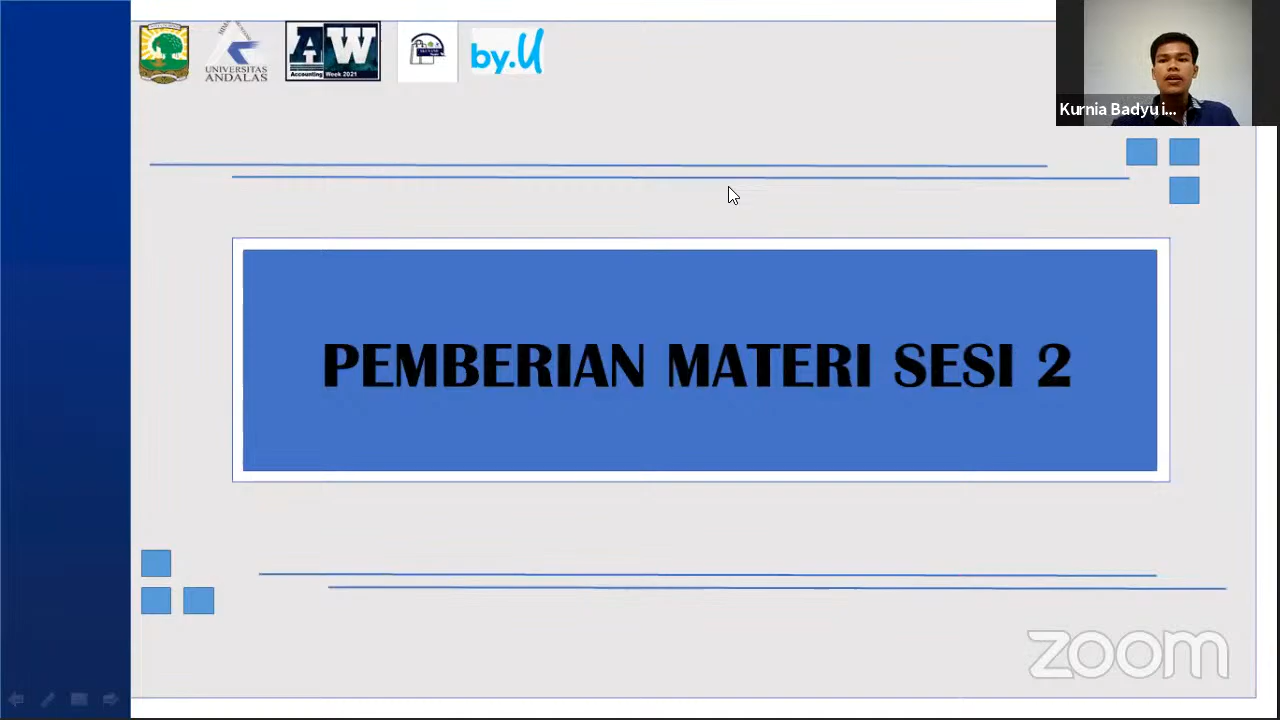 UNIVERSITAS
ANDALAS
AW
Accounting Week 2021
by.U
Kurnia Badyu i...
PEMBERIAN MATERI SESI 2
zoom